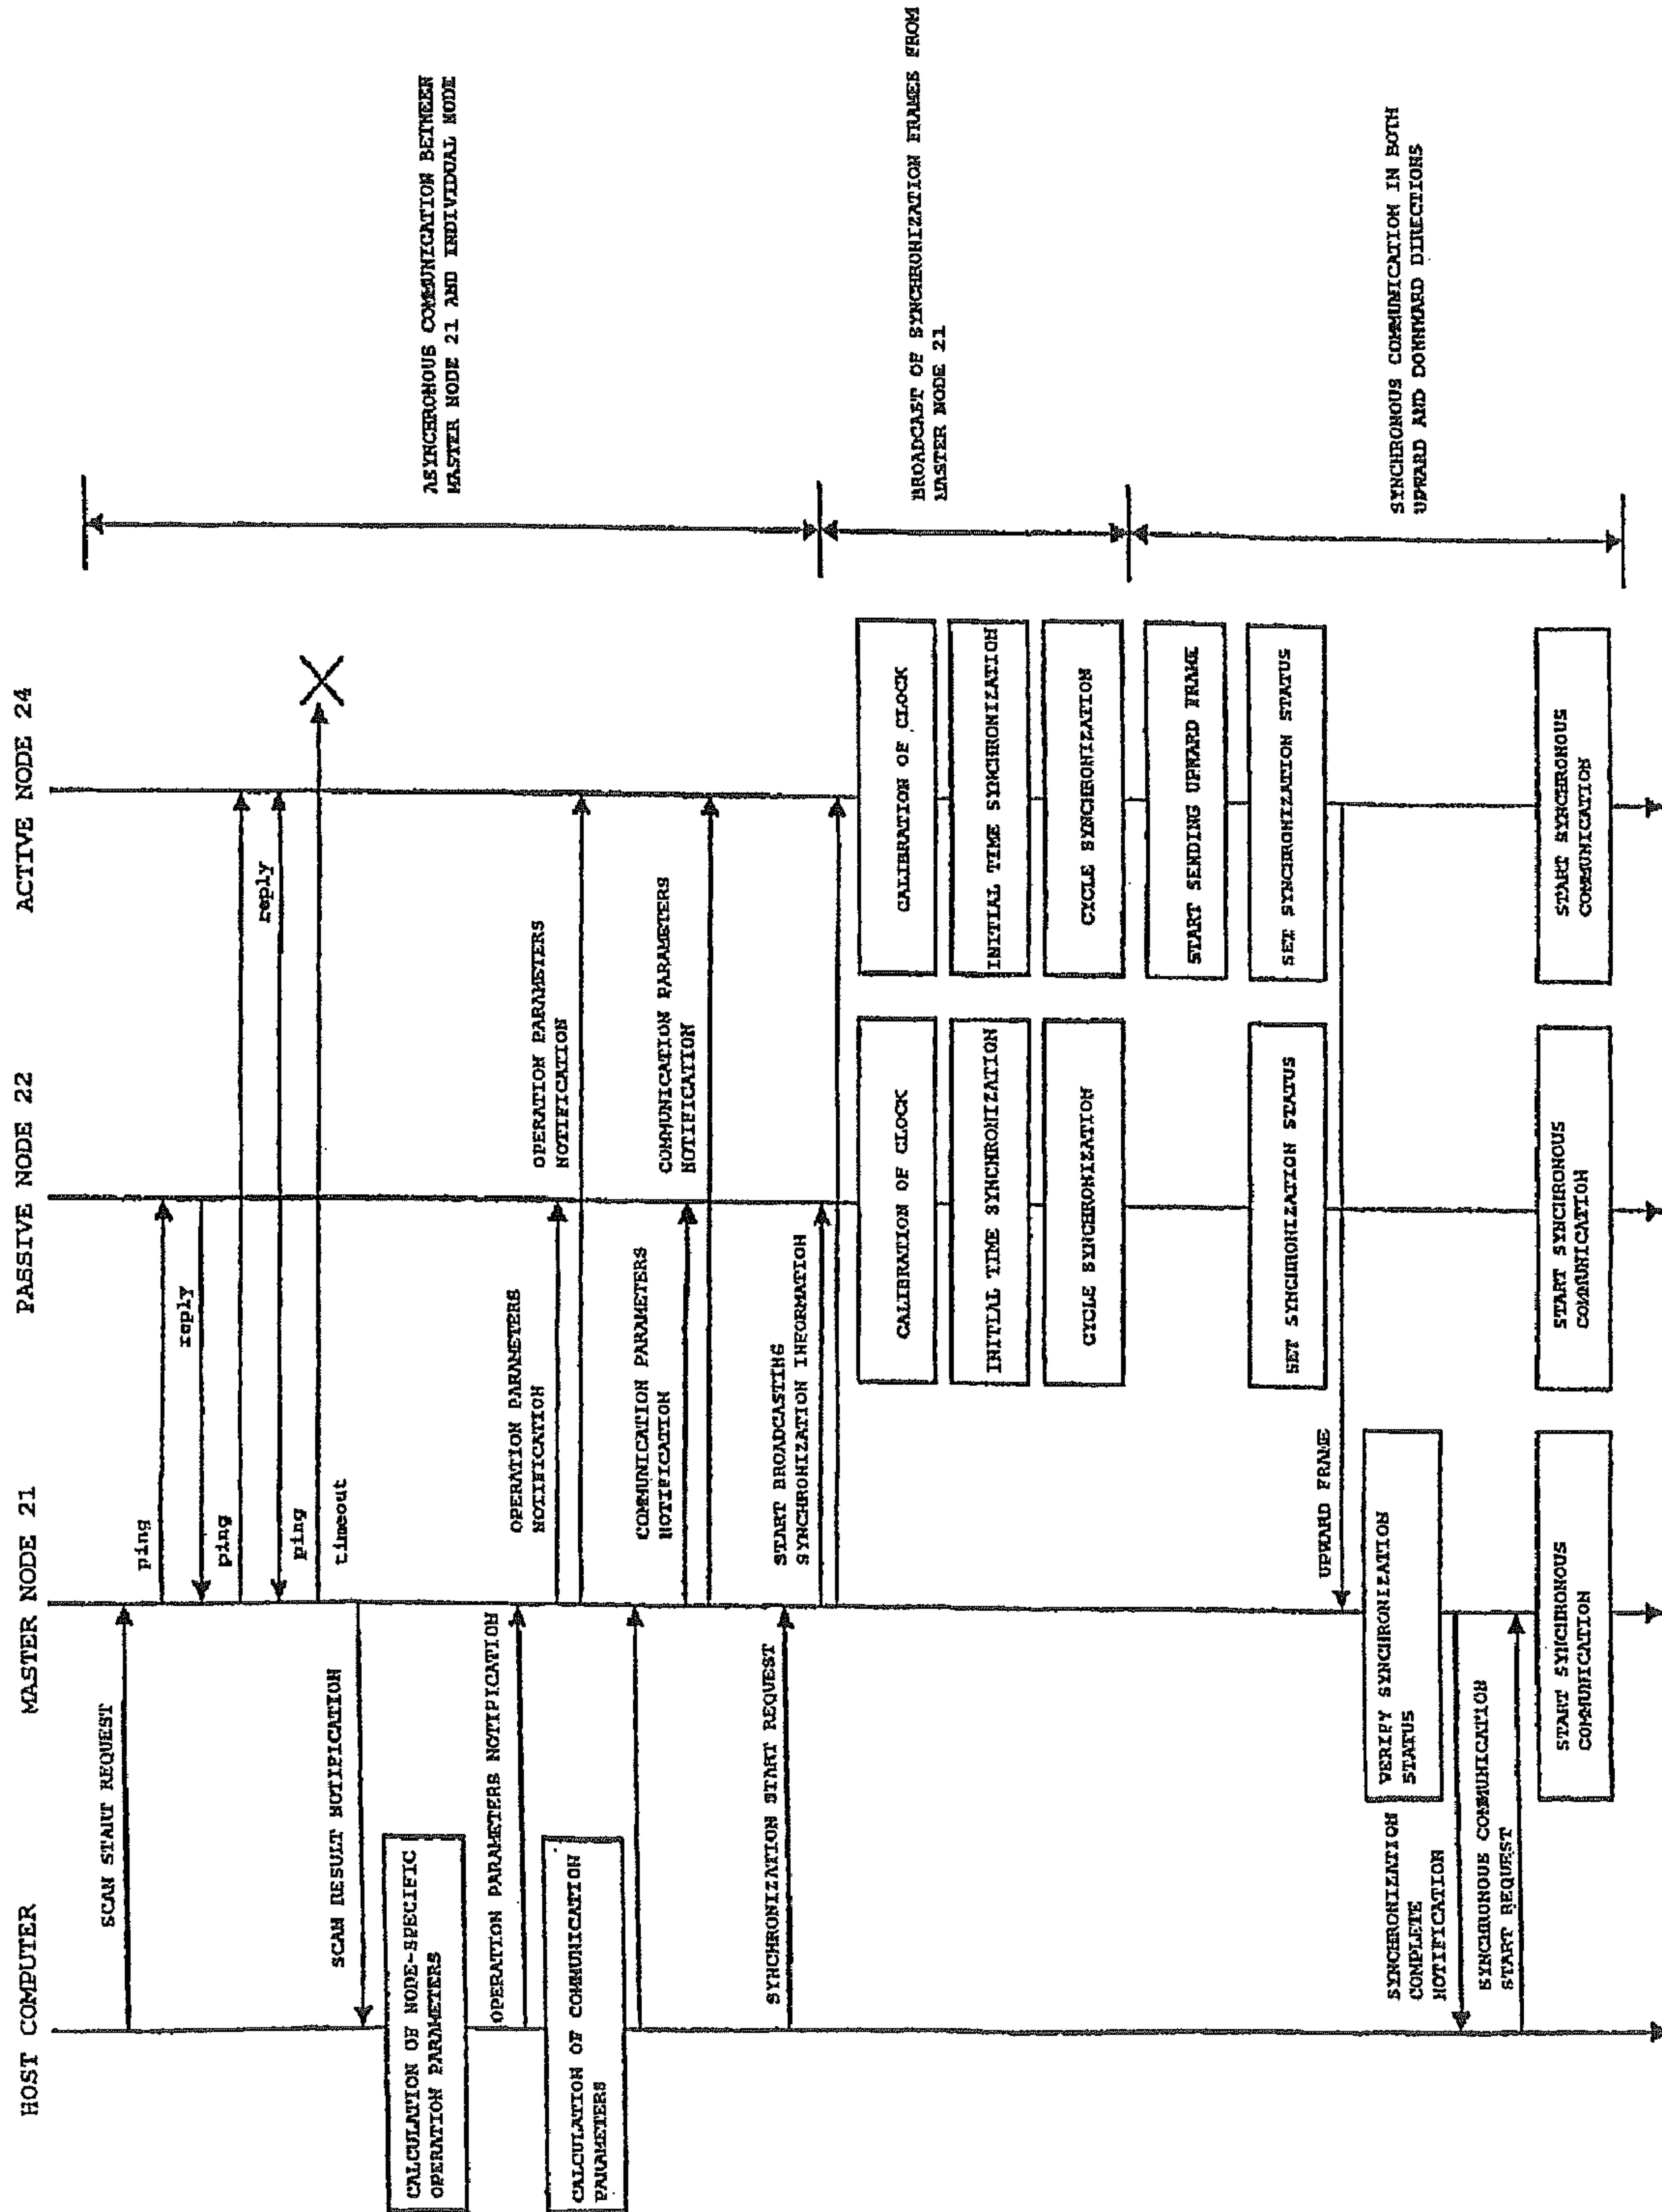 HOST COMPUTER
MASTER NODE 21
PASSIVE NODE 22
ACTIVE NODE 24
SCAN START REQUEST
ping
reply
ping
reply
ping
timeout
SCAN RESULT NOTIFICATION
CALCULATION OF NODE-SPECIFIC
OPERATION PARAMETERS
OPERATION PARAMETERS NOTIFICATION
OPERATION PARAMETERS
NOTIFICATION
OPERATION PARAMETERS
NOTIFICATION
CALCULATION OF COMMUNICATION
PARAMETERS
COMMUNICATION PARAMETERS
NOTIFICATION
COMMUNICATION PARAMETERS
NOTIFICATION
SYNCHRONIZATION START REQUEST
START BROADCASTING
SYNCHRONIZATION INFORMATION
CALIBRATION OF CLOCK
CALIBRATION OF CLOCK
INITIAL TIME SYNCHRONIZATION
INITIAL TIME SYNCHRONIZATION
CYCLE SYNCHRONIZATION
CYCLE SYNCHRONIZATION
START SENDING UPWARD FRAME
SET SYNCHRONIZATION STATUS
SET SYNCHRONIZATION STATUS
UPWARD FRAME
VERIFY SYNCHRONIZATION
STATUS
SYNCHRONIZATION
COMPLETE
NOTIFICATION
SYNCHRONOUS COMMUNICATION
START REQUEST
START SYNCHRONOUS
COMMUNICATION
START SYNCHRONOUS
COMMUNICATION
START SYNCHRONOUS
COMMUNICATION
ASYNCHRONOUS COMMUNICATION BETWEEN
MASTER NODE 21 AND INDIVIDUAL NODE
BROADCAST OF SYNCHRONIZATION FRAMES FROM
MASTER NODE 21
SYNCHRONOUS COMMUNICATION IN BOTH
UPWARD AND DOWNWARD DIRECTIONS